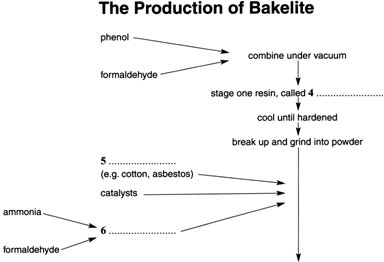 The Production of Bakelite
phenol
combine under vacuum
formaldehyde
stage one resin, called 4 ........................
cool until hardened
break up and grind into powder
5 ........................
(e.g. cotton, asbestos)
catalysts
ammonia
6 ........................
formaldehyde